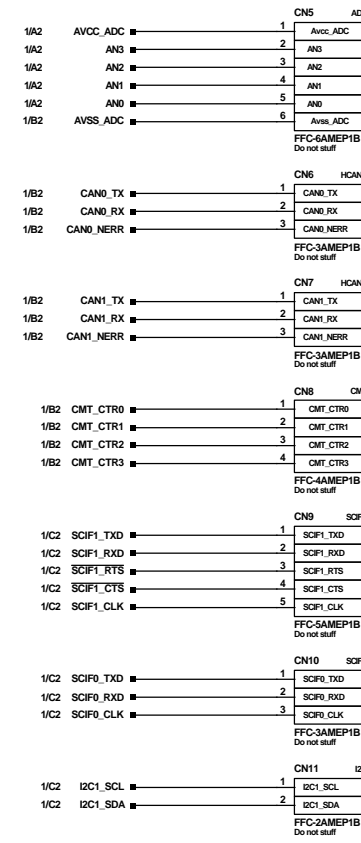 CN5 AD
1/A2 AVCC_ADC 1 Avcc_ADC
1/A2 AN3 2 AN3
1/A2 AN2 3 AN2
1/A2 AN1 4 AN1
1/A2 AN0 5 AN0
1/B2 AVSS_ADC 6 Avss_ADC
FFC-6AMEP1B
Do not stuff
CN6 HCAN
1/B2 CAN0_TX 1 CAN0_TX
1/B2 CAN0_RX 2 CAN0_RX
1/B2 CAN0_NERR 3 CAN0_NERR
FFC-3AMEP1B
Do not stuff
CN7 HCAN
1/B2 CAN1_TX 1 CAN1_TX
1/B2 CAN1_RX 2 CAN1_RX
1/B2 CAN1_NERR 3 CAN1_NERR
FFC-3AMEP1B
Do not stuff
CN8 CM
1/B2 CMT_CTR0 1 CMT_CTR0
1/B2 CMT_CTR1 2 CMT_CTR1
1/B2 CMT_CTR2 3 CMT_CTR2
1/B2 CMT_CTR3 4 CMT_CTR3
FFC-4AMEP1B
Do not stuff
CN9 SCIF
1/C2 SCIF1_TXD 1 SCIF1_TXD
1/C2 SCIF1_RXD 2 SCIF1_RXD
1/C2 SCIF1_RTS 3 SCIF1_RTS
1/C2 SCIF1_CTS 4 SCIF1_CTS
1/C2 SCIF1_CLK 5 SCIF1_CLK
FFC-5AMEP1B
Do not stuff
CN10 SCIF
1/C2 SCIF0_TXD 1 SCIF0_TXD
1/C2 SCIF0_RXD 2 SCIF0_RXD
1/C2 SCIF0_CLK 3 SCIF0_CLK
FFC-3AMEP1B
Do not stuff
CN11 I2
1/C2 I2C1_SCL 1 I2C1_SCL
1/C2 I2C1_SDA 2 I2C1_SDA
FFC-2AMEP1B
Do not stuff